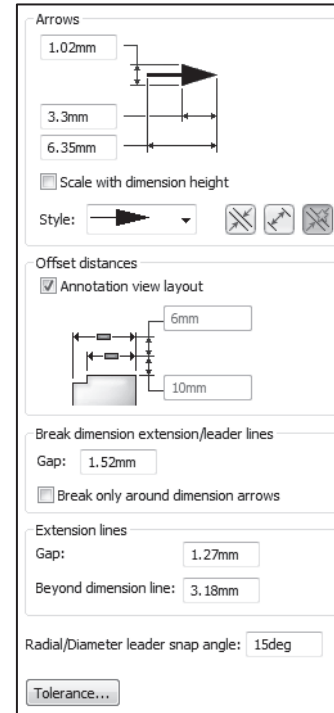 Arrows
1.02mm
3.3mm
6.35mm
Scale with dimension height
Style:
Offset distances
Annotation view layout
6mm
10mm
Break dimension extension/leader lines
Gap: 1.52mm
Break only around dimension arrows
Extension lines
Gap: 1.27mm
Beyond dimension line: 3.18mm
Radial/Diameter leader snap angle: 15deg
Tolerance...